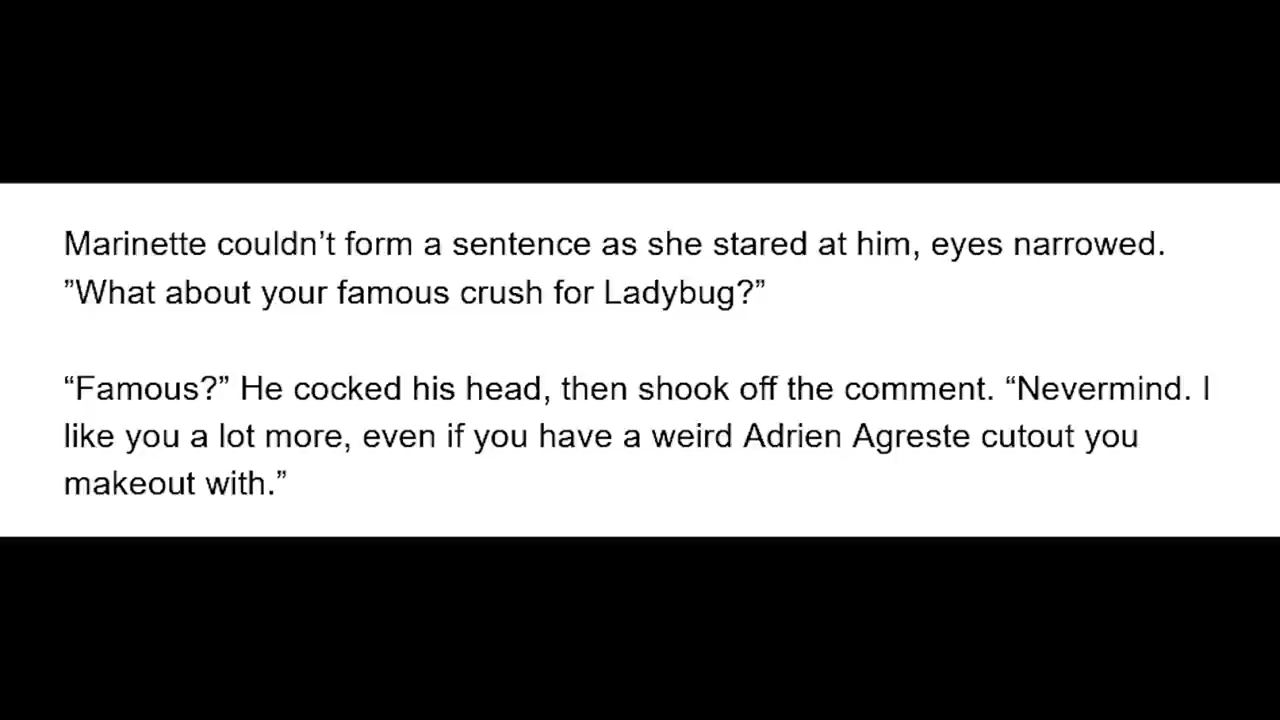 Marinette couldn’t form a sentence as she stared at him, eyes narrowed.
”What about your famous crush for Ladybug?”
“Famous?” He cocked his head, then shook off the comment. “Nevermind. I
like you a lot more, even if you have a weird Adrien Agreste cutout you
makeout with.”